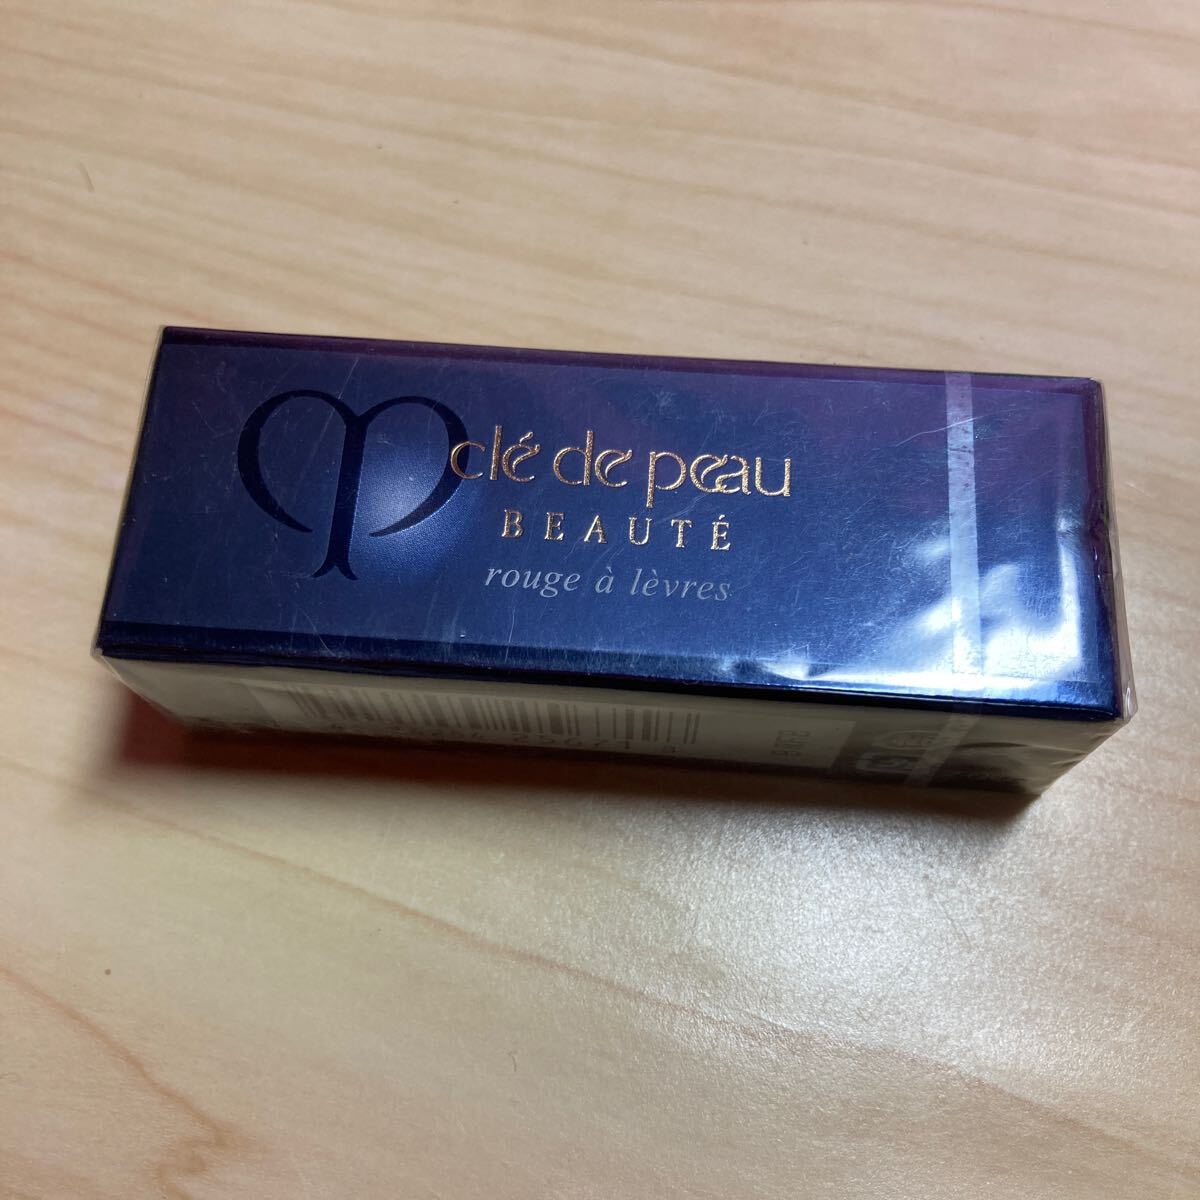 clé de peau
BEAUTÉ
rouge à lèvres